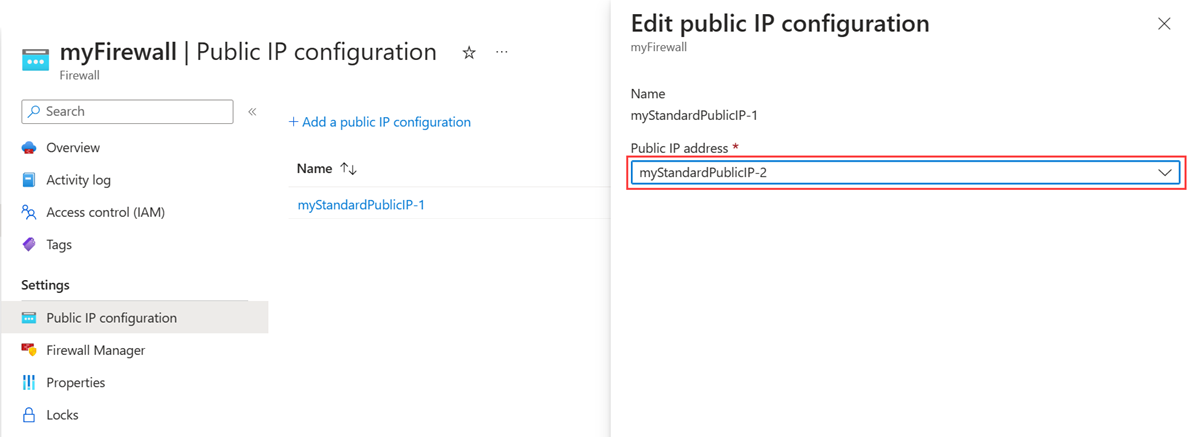 myFirewall | Public IP configuration
Firewall
Search
Overview
Activity log
Access control (IAM)
Tags
Settings
Public IP configuration
Firewall Manager
Properties
Locks
+ Add a public IP configuration
Name
myStandardPublicIP-1
Edit public IP configuration
myFirewall
Name
myStandardPublicIP-1
Public IP address *
myStandardPublicIP-2